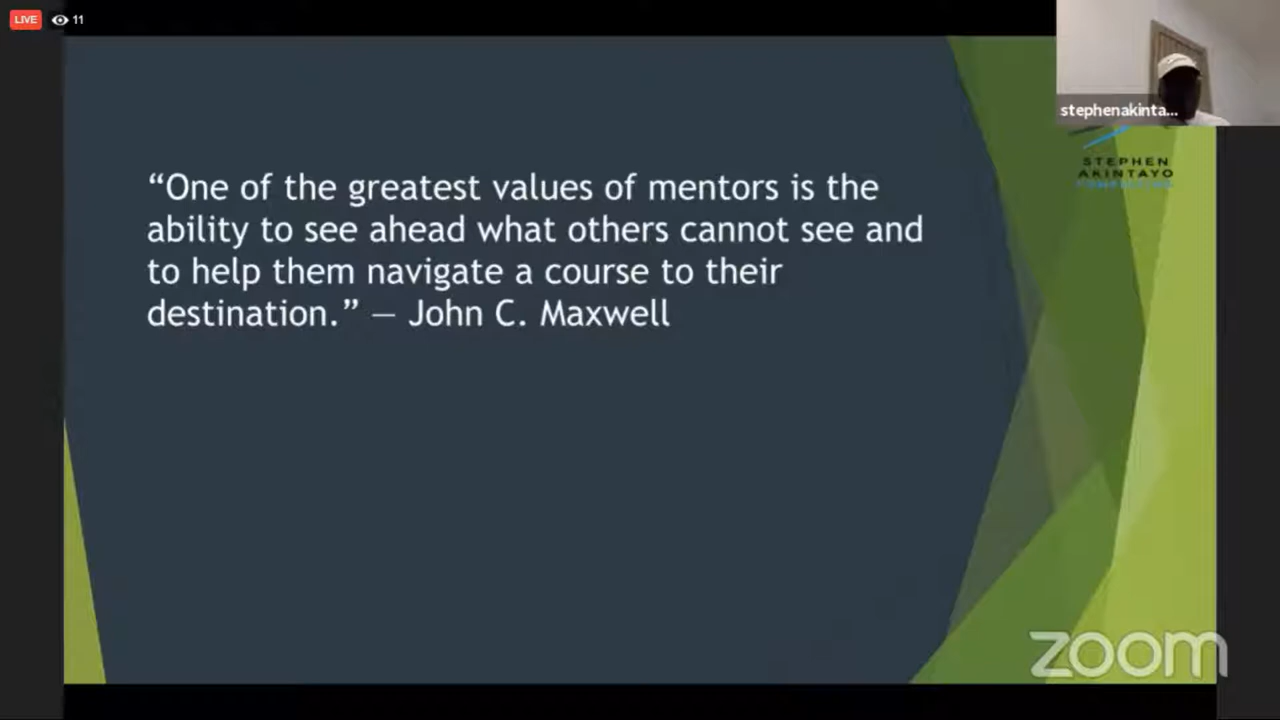 LIVE 11
stephenakinta...
STEPHEN
AKINTAYO
“One of the greatest values of mentors is the
ability to see ahead what others cannot see and
to help them navigate a course to their
destination.” — John C. Maxwell
zoom